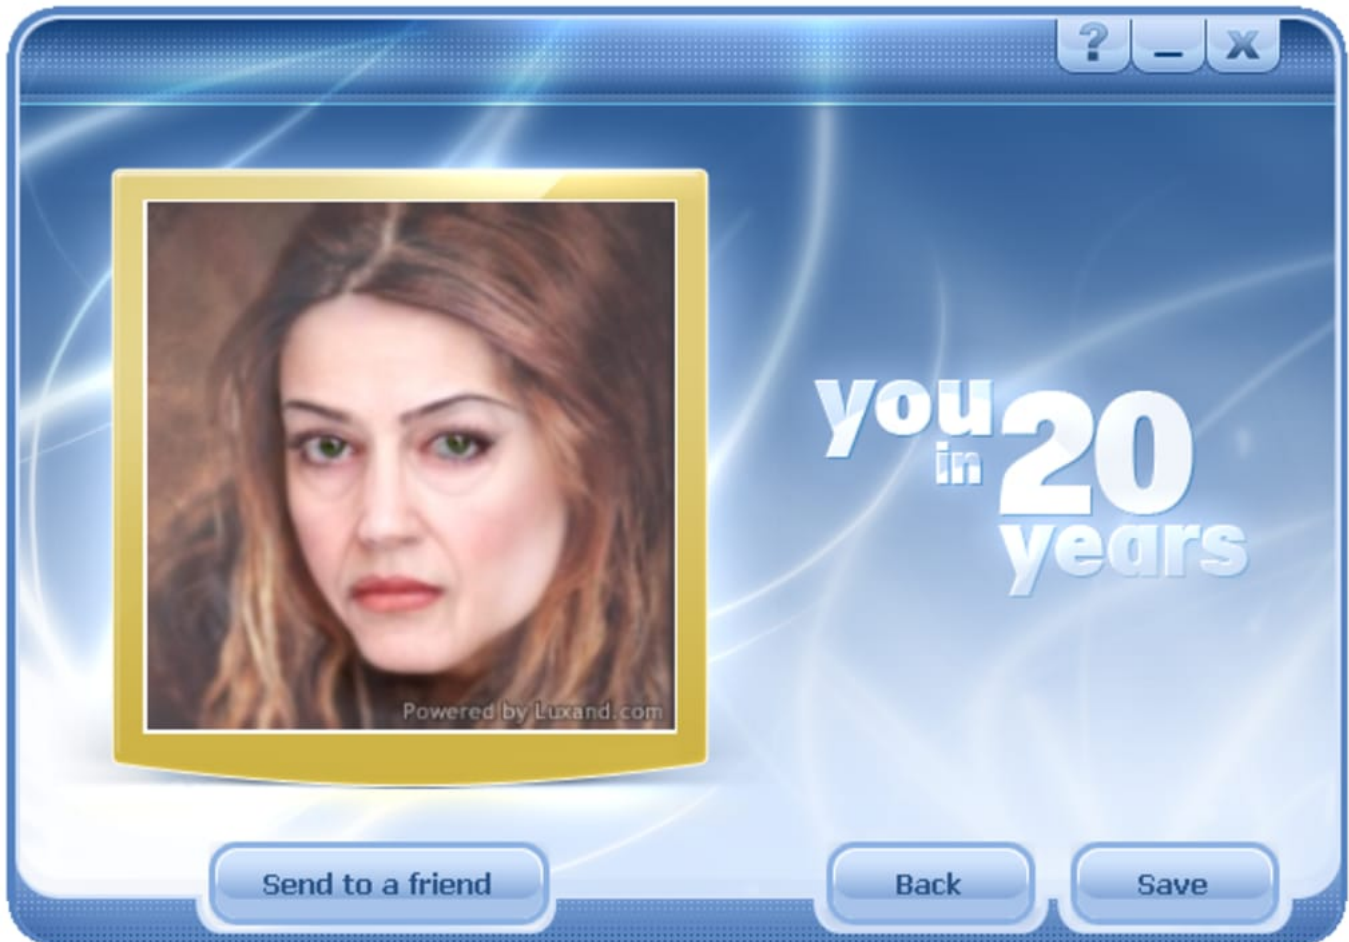 ?
_
x
you
in 20
years
Powered by Luxand.com
Send to a friend
Back
Save